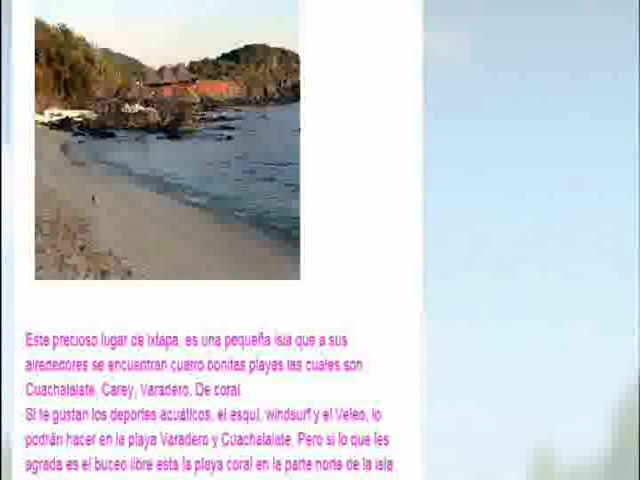 Este precioso lugar de Ixtapa, es una pequeña isla que a sus
alrededores se encuentran cuatro bonitas playas las cuales son
Cuachalalate, Carey, Varadero, De coral
Si te gustan los deportes acuáticos, el esquí, windsurf y el Veleo, lo
podrán hacer en la playa Varadero y Cuachalalate. Pero si lo que les
agrada es el buceo libre esta la playa coral en la parte norte de la isla